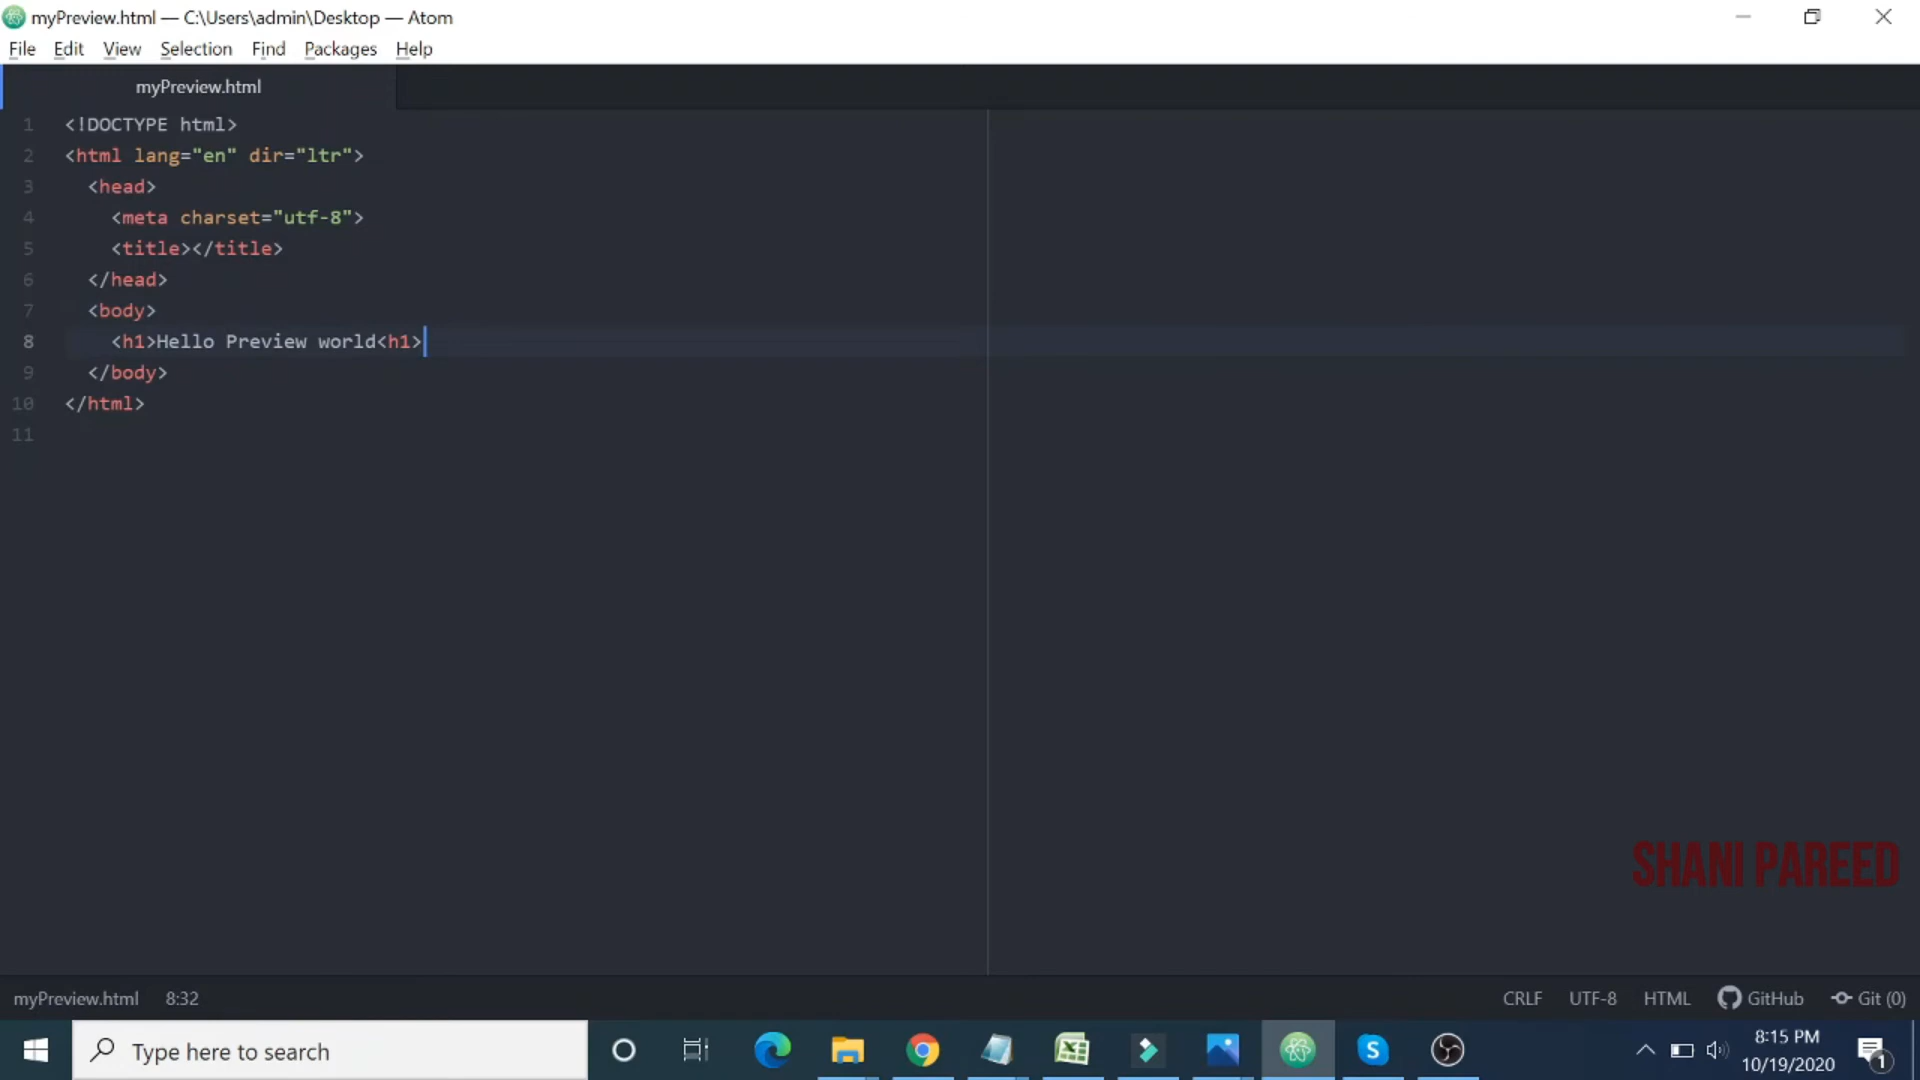 myPreview.html — C:\Users\admin\Desktop — Atom
File Edit View Selection Find Packages Help
myPreview.html
1 <!DOCTYPE html>
2 <html lang="en" dir="ltr">
3 <head>
4 <meta charset="utf-8">
5 <title></title>
6 </head>
7 <body>
8 <h1>Hello Preview world<h1>
9 </body>
10 </html>
11
SHANI PAREED
myPreview.html 8:32 CRLF UTF-8 HTML GitHub Git (0)
Type here to search
8:15 PM
10/19/2020
1